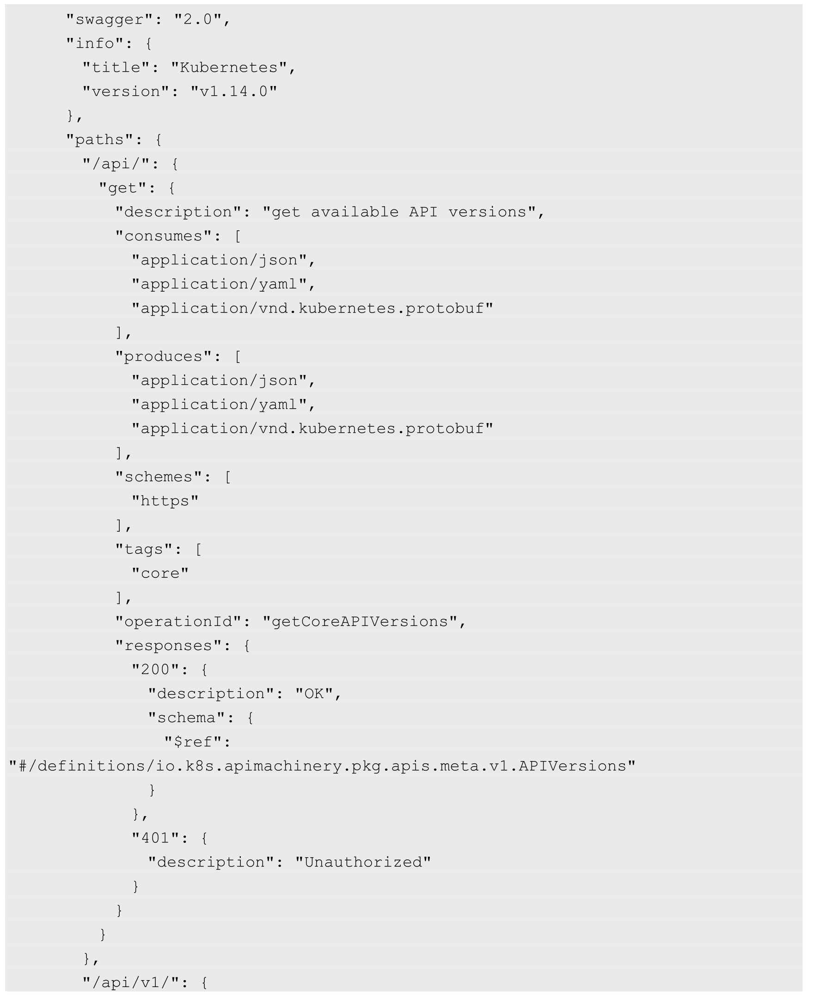 "swagger": "2.0",
"info": {
"title": "Kubernetes",
"version": "v1.14.0"
},
"paths": {
"/api/": {
"get": {
"description": "get available API versions",
"consumes": [
"application/json",
"application/yaml",
"application/vnd.kubernetes.protobuf"
],
"produces": [
"application/json",
"application/yaml",
"application/vnd.kubernetes.protobuf"
],
"schemes": [
"https"
],
"tags": [
"core"
],
"operationId": "getCoreAPIVersions",
"responses": {
"200": {
"description": "OK",
"schema": {
"$ref":
"#/definitions/io.k8s.apimachinery.pkg.apis.meta.v1.APIVersions"
}
},
"401": {
"description": "Unauthorized"
}
}
}
},
"/api/v1/": {